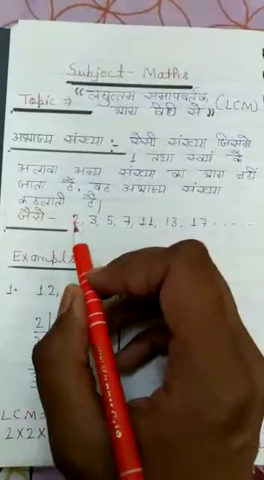 Subject - Maths
Topic ⇒ "लघुत्तम समापवर्तक (LCM)
भाग विधि से"
अभाज्य संख्या :- ऐसी संख्या जिसमें
1 तथा स्वयं के
अलावा अन्य संख्या का भाग नहीं
जाता है. वह अभाज्य संख्या
कहलाती है।
जैसे- 2, 3, 5, 7, 11, 13, 17 .....
Example
1. 12,
2
LCM =
2×2×